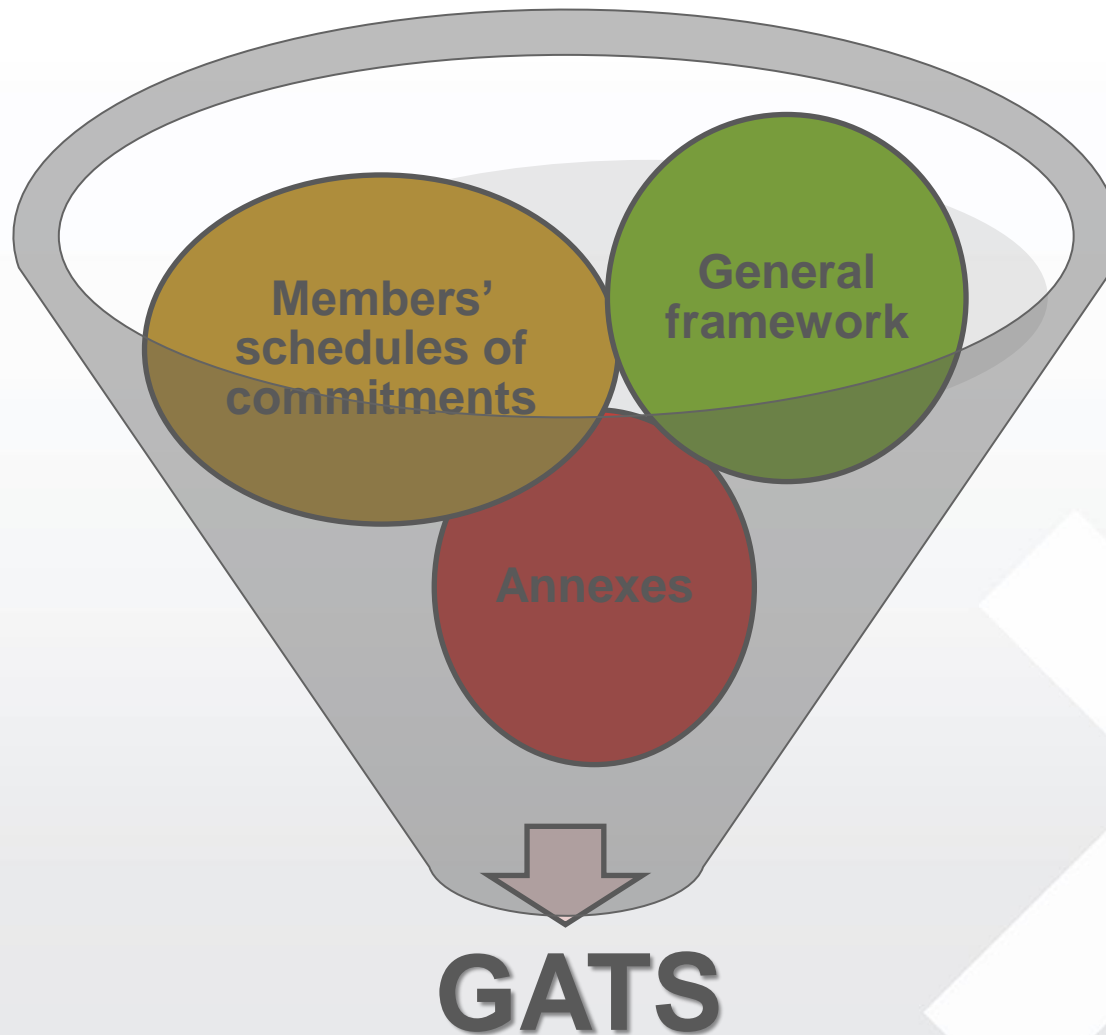 Members’
schedules of
commitments
General
framework
Annexes
GATS